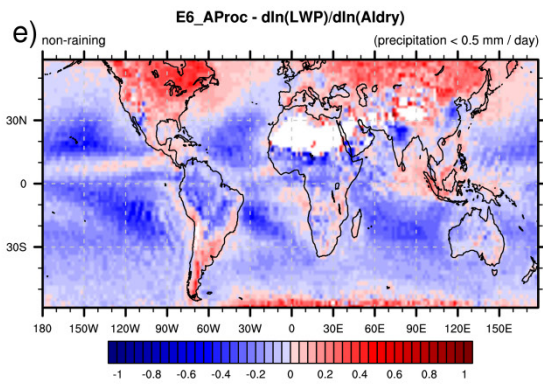 E6_AProc - dln(LWP)/dln(AIdry)
e)
non-raining (precipitation < 0.5 mm / day)
30N
0
30S
180 150W 120W 90W 60W 30W 0 30E 60E 90E 120E 150E
-1 -0.8 -0.6 -0.4 -0.2 0 0.2 0.4 0.6 0.8 1